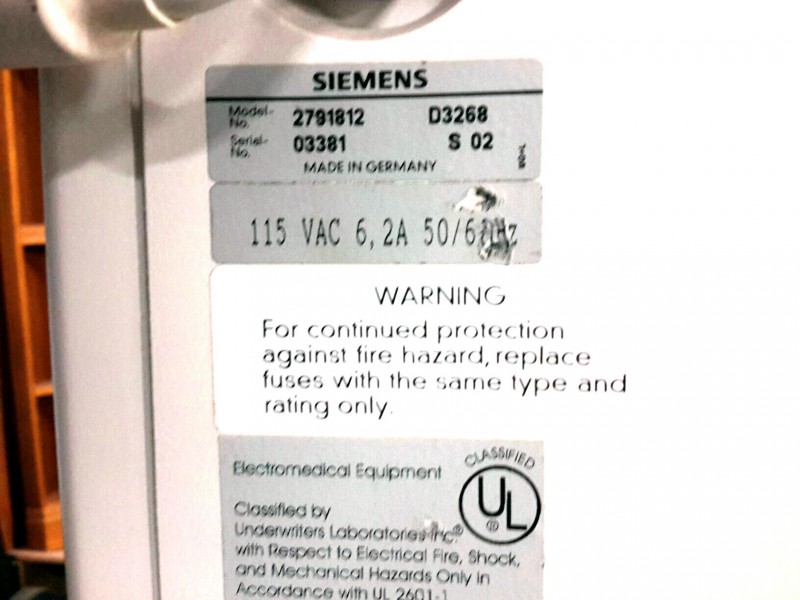 SIEMENS
Model-No. 2791812 D3268
Serial-No. 03381 S 02
MADE IN GERMANY
115 VAC 6,2A 50/6
WARNING
For continued protection
against fire hazard, replace
fuses with the same type and
rating only.
CLASSIFIED
UL
Electromedical Equipment
Classified by
Underwriters Laboratories Inc.®
with Respect to Electrical Fire, Shock,
and Mechanical Hazards Only in
Accordance with UL 2601-1